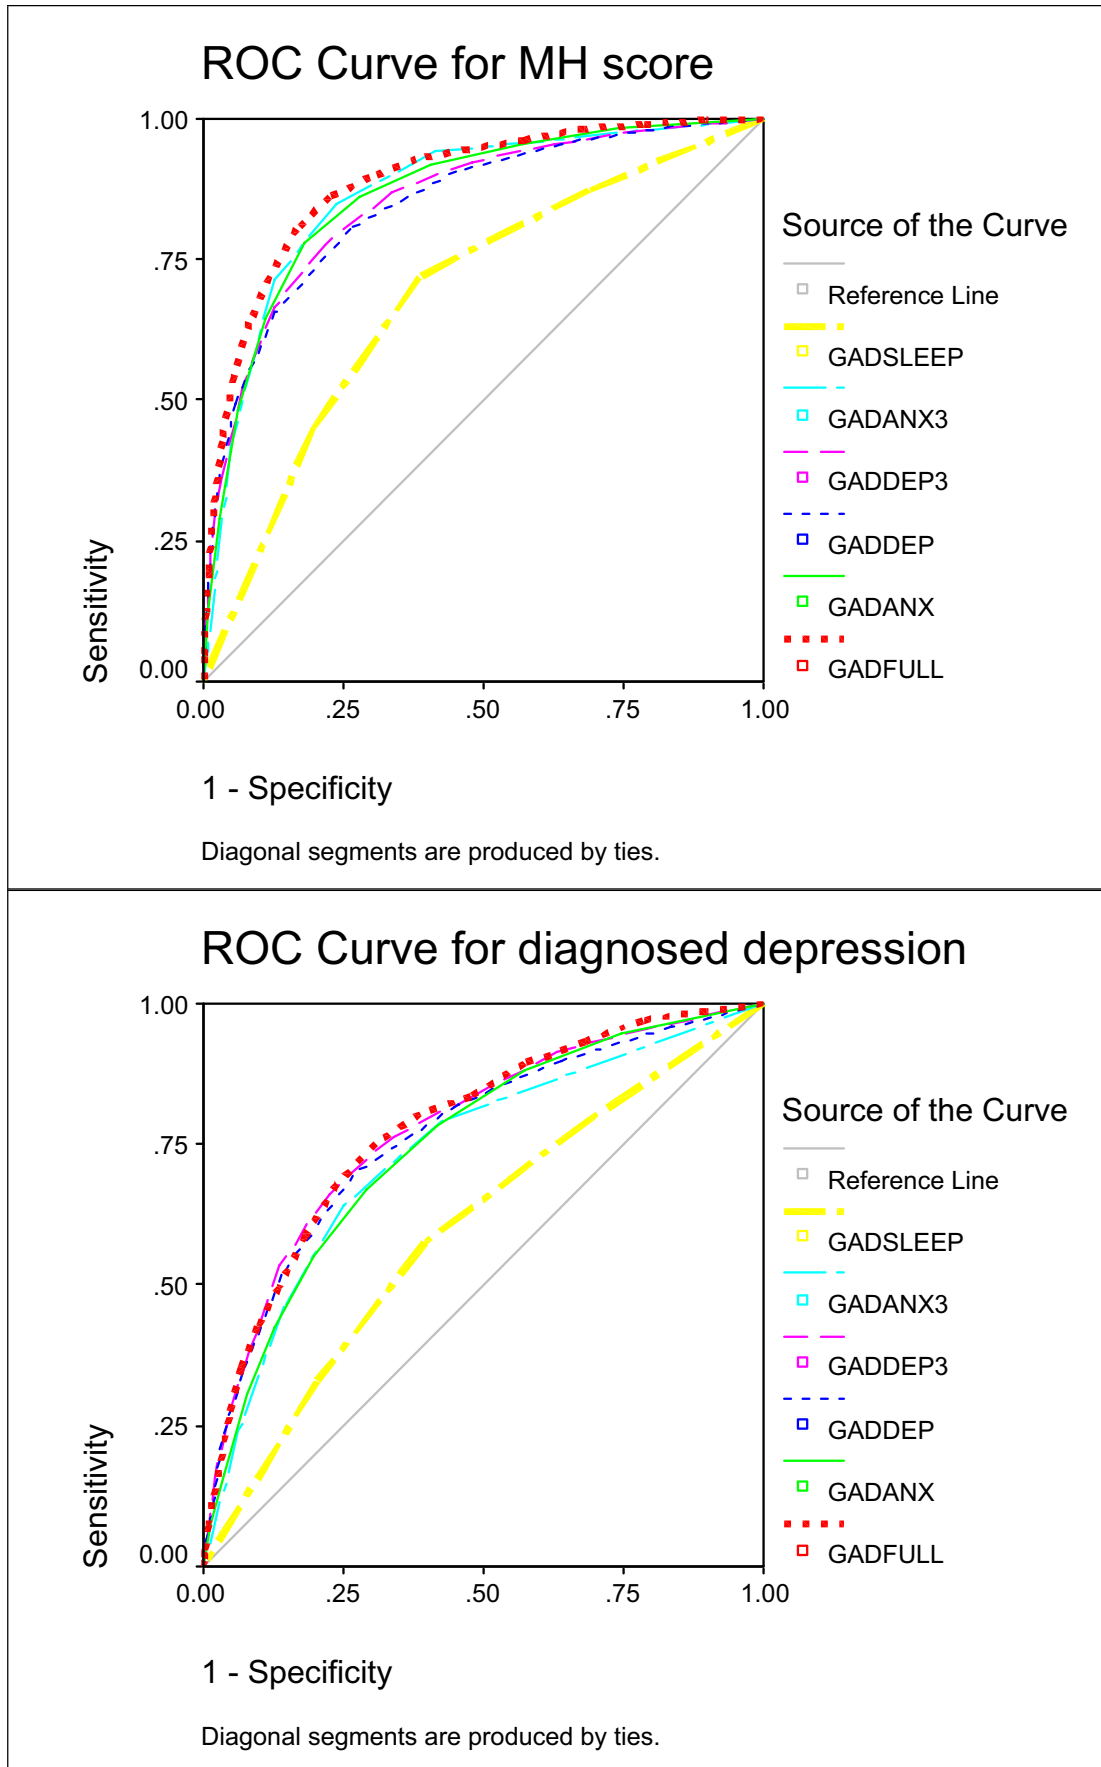 ROC Curve for MH score
1.00
.75
.50
.25
0.00
Sensitivity
0.00 .25 .50 .75 1.00
1 - Specificity
Diagonal segments are produced by ties.
Source of the Curve
Reference Line
GADSLEEP
GADANX3
GADDEP3
GADDEP
GADANX
GADFULL
ROC Curve for diagnosed depression
1.00
.75
.50
.25
0.00
Sensitivity
0.00 .25 .50 .75 1.00
1 - Specificity
Diagonal segments are produced by ties.
Source of the Curve
Reference Line
GADSLEEP
GADANX3
GADDEP3
GADDEP
GADANX
GADFULL